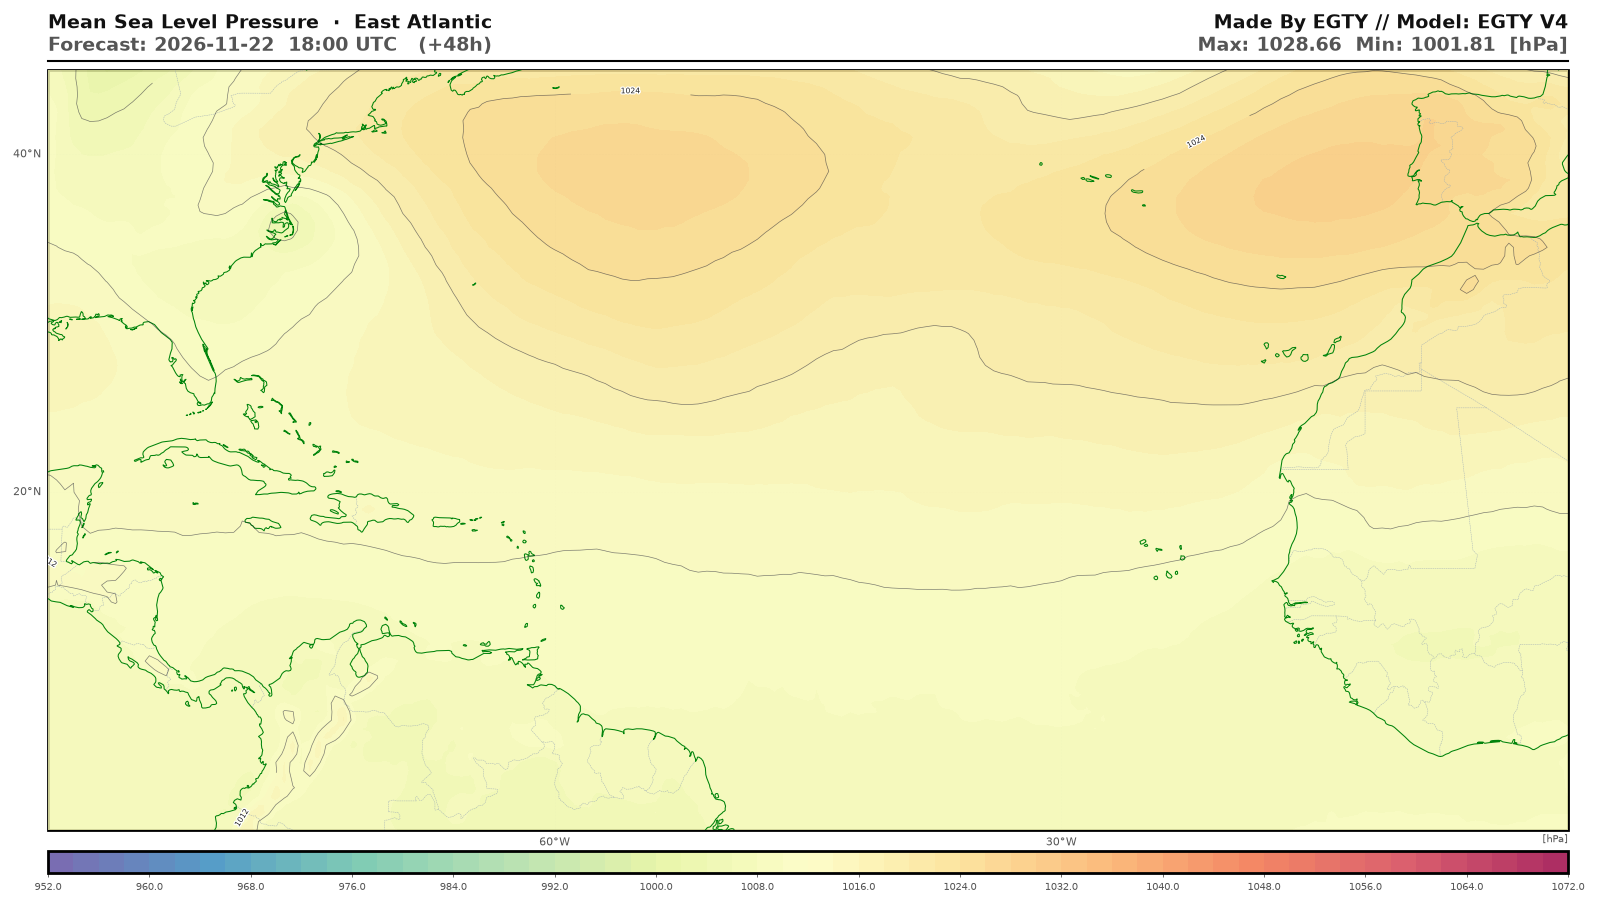 Mean Sea Level Pressure · East Atlantic
Made By EGTY // Model: EGTY V4
Forecast: 2026-11-22 18:00 UTC (+48h)
Max: 1028.66 Min: 1001.81 [hPa]
1024
1024
40°N
20°N
12
1012
60°W
30°W
[hPa]
952.0
960.0
968.0
976.0
984.0
992.0
1000.0
1008.0
1016.0
1024.0
1032.0
1040.0
1048.0
1056.0
1064.0
1072.0